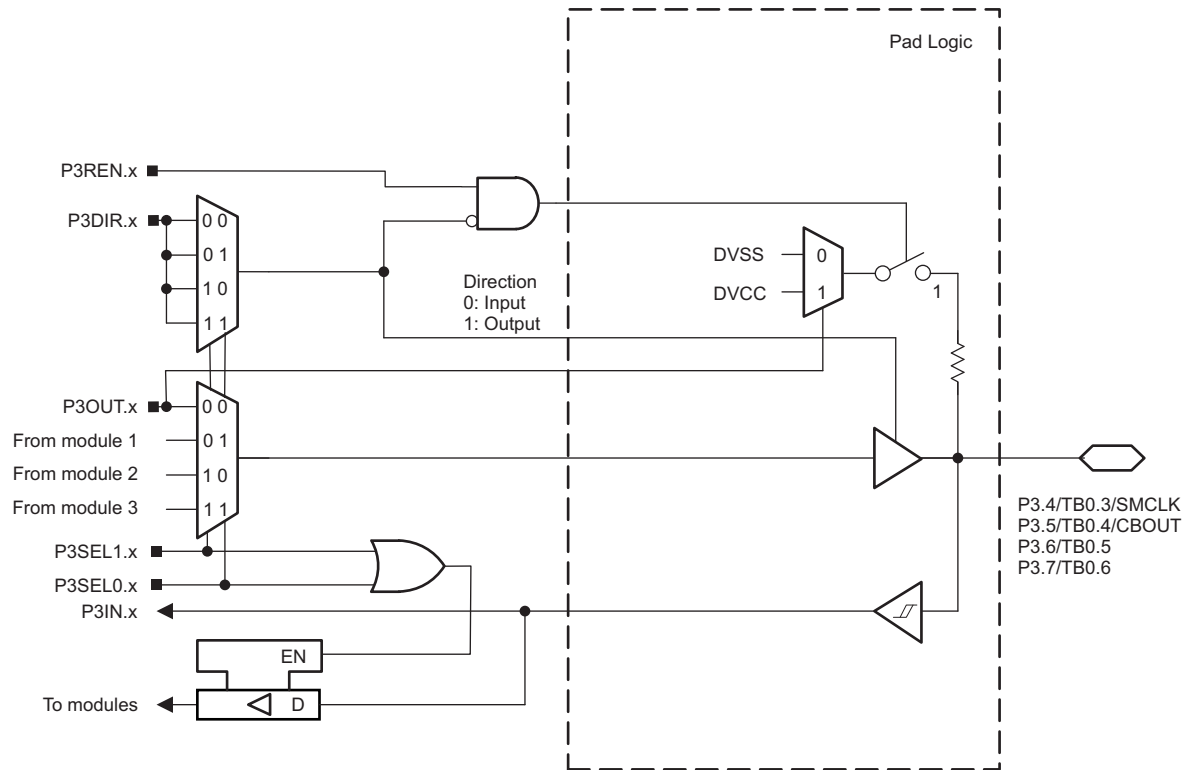 Pad Logic
P3REN.x
P3DIR.x
0 0
0 1
1 0
1 1
Direction
0: Input
1: Output
DVSS
DVCC
0
1
1
P3OUT.x
From module 1
From module 2
From module 3
0 0
0 1
1 0
1 1
P3.4/TB0.3/SMCLK
P3.5/TB0.4/CBOUT
P3.6/TB0.5
P3.7/TB0.6
P3SEL1.x
P3SEL0.x
P3IN.x
EN
To modules
D